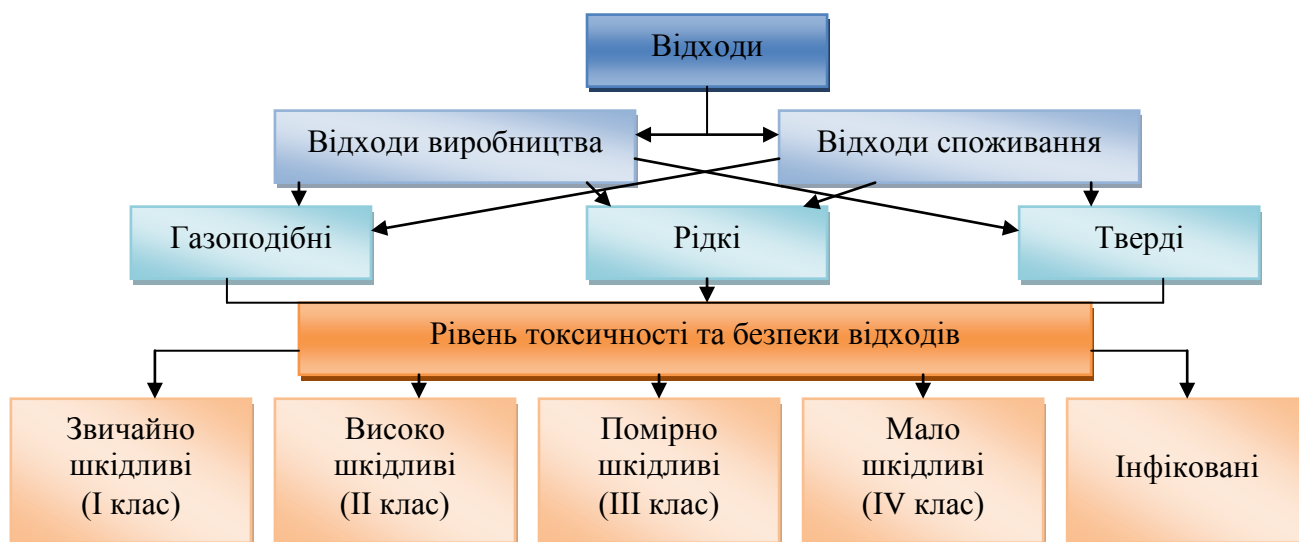 Відходи
Відходи виробництва
Відходи споживання
Газоподібні
Рідкі
Тверді
Рівень токсичності та безпеки відходів
Звичайно
шкідливі
(І клас)
Високо
шкідливі
(ІІ клас)
Помірно
шкідливі
(ІІІ клас)
Мало
шкідливі
(IV клас)
Інфіковані